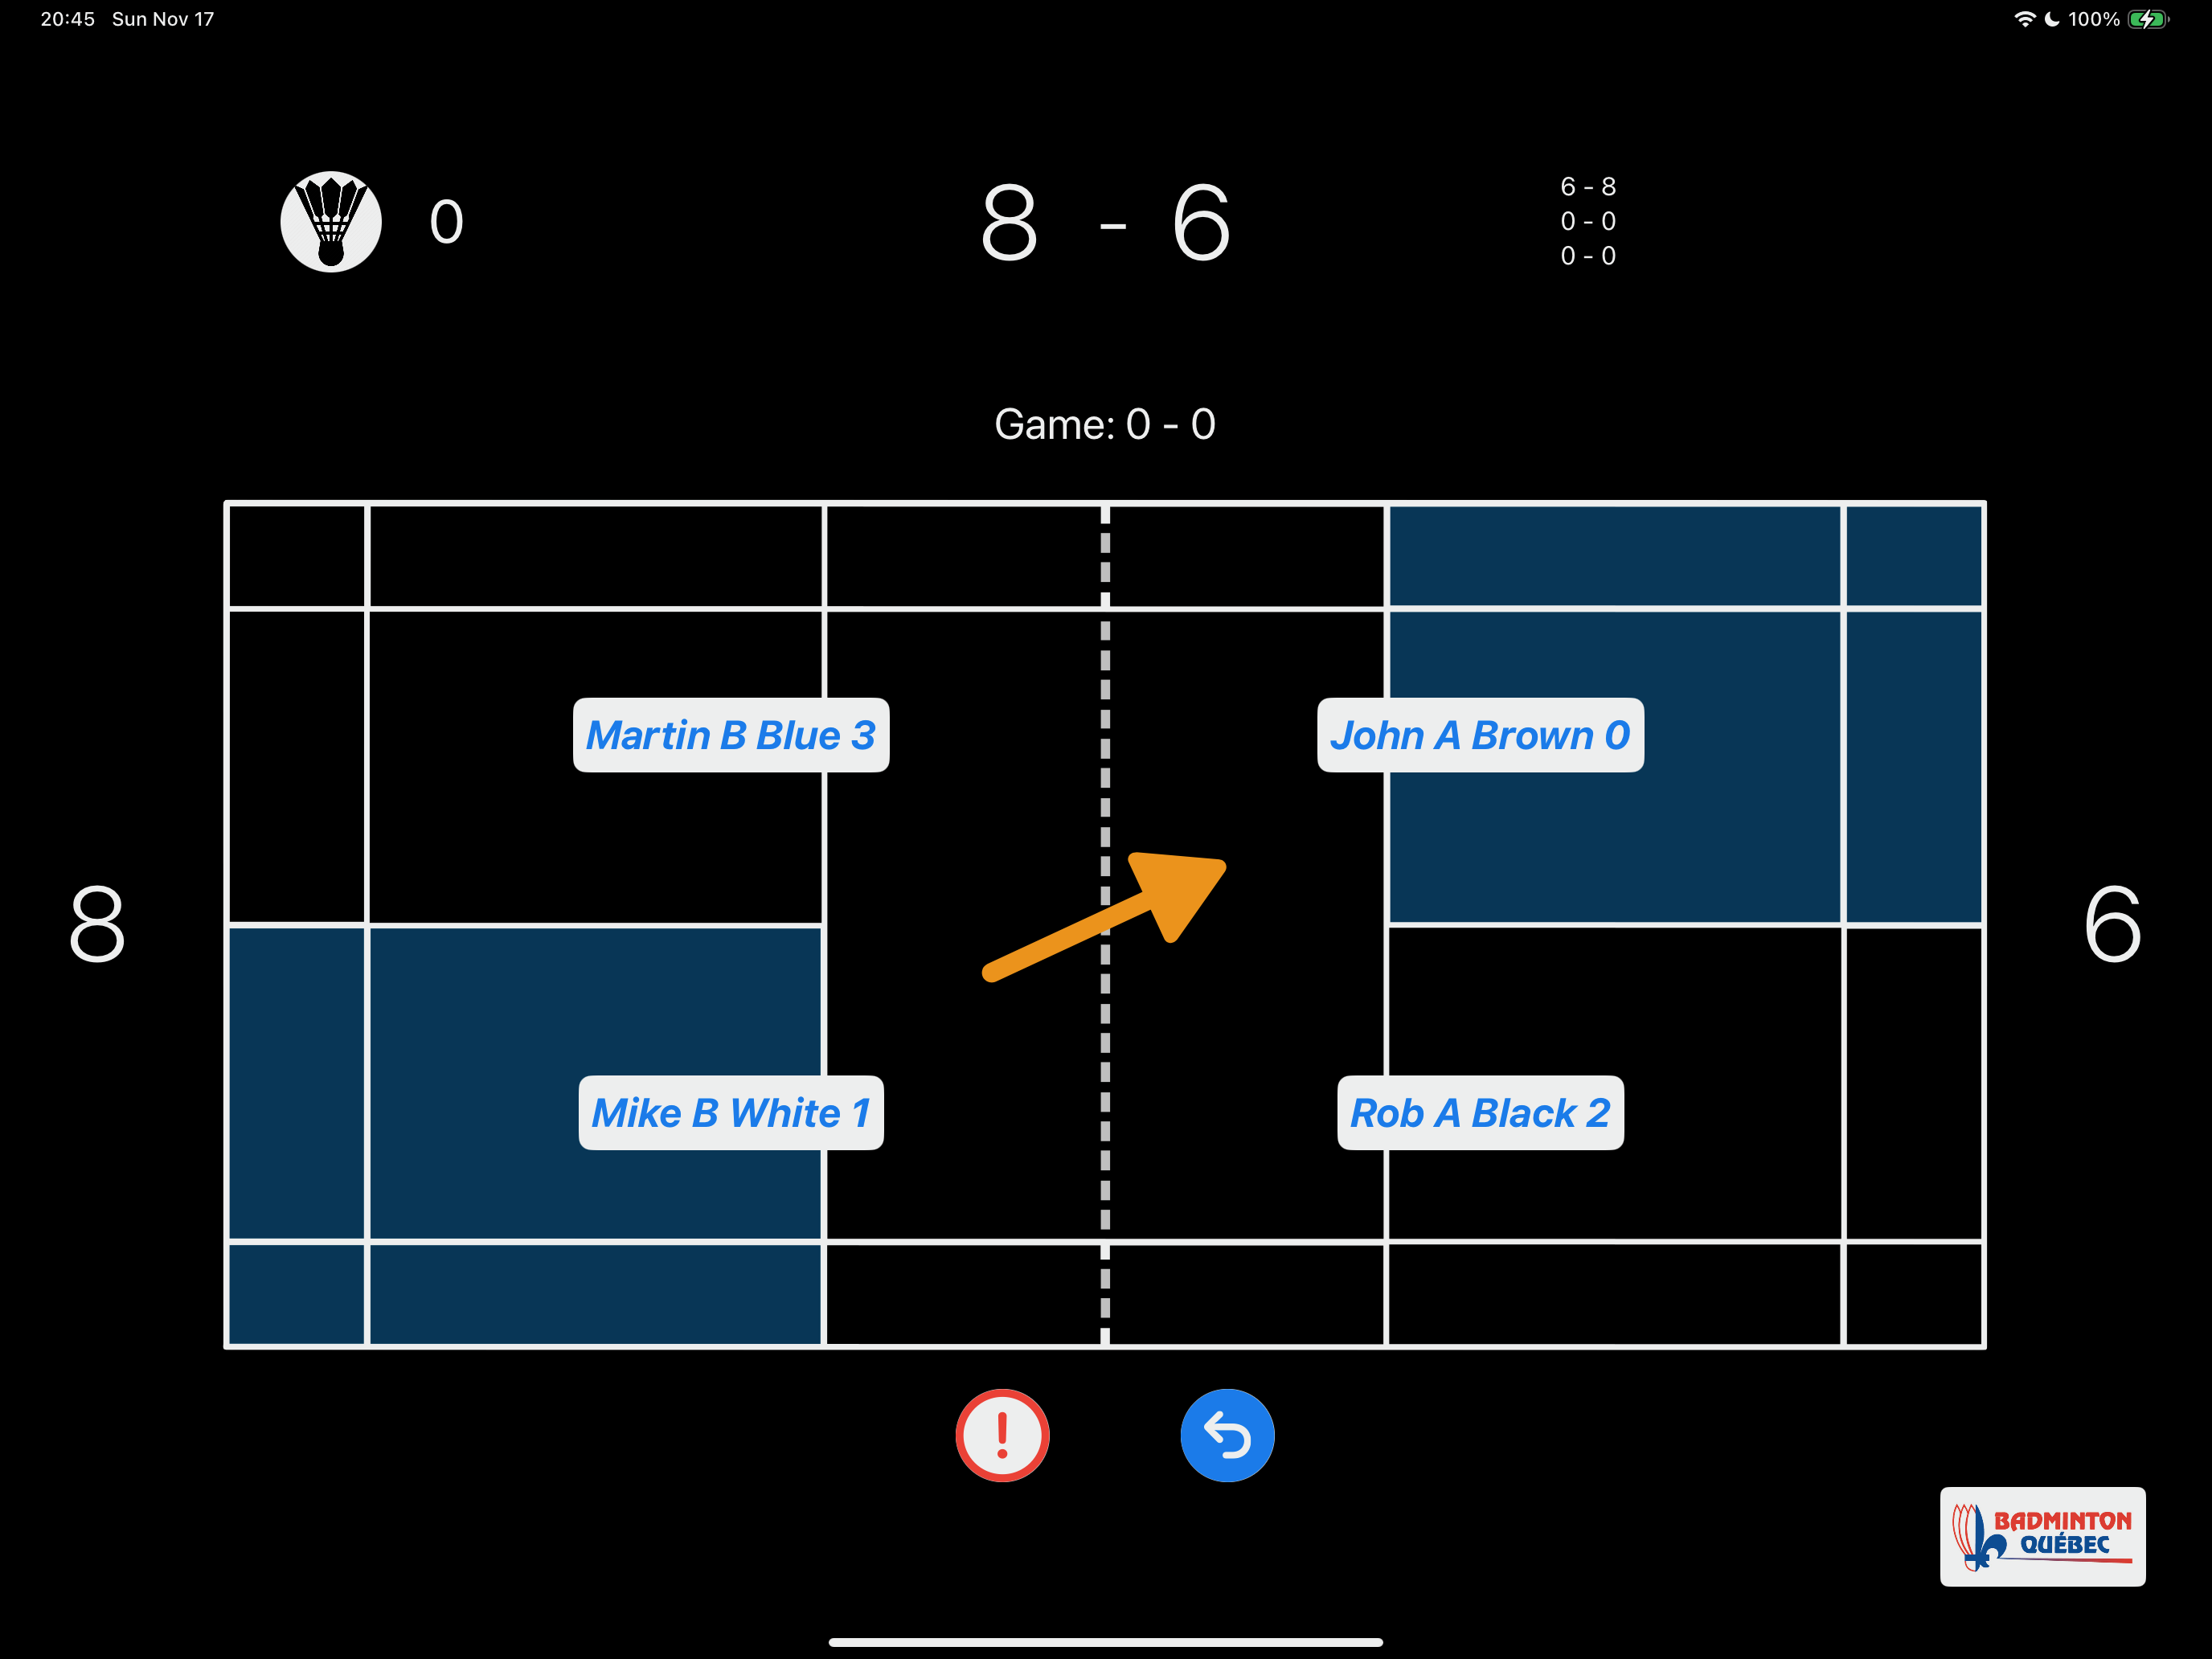 20:45 Sun Nov 17
100%
0
8 - 6
6 - 8
0 - 0
0 - 0
Game: 0 - 0
Martin B Blue 3
John A Brown 0
8
6
Mike B White 1
Rob A Black 2
!
BADMINTON
QUÉBEC